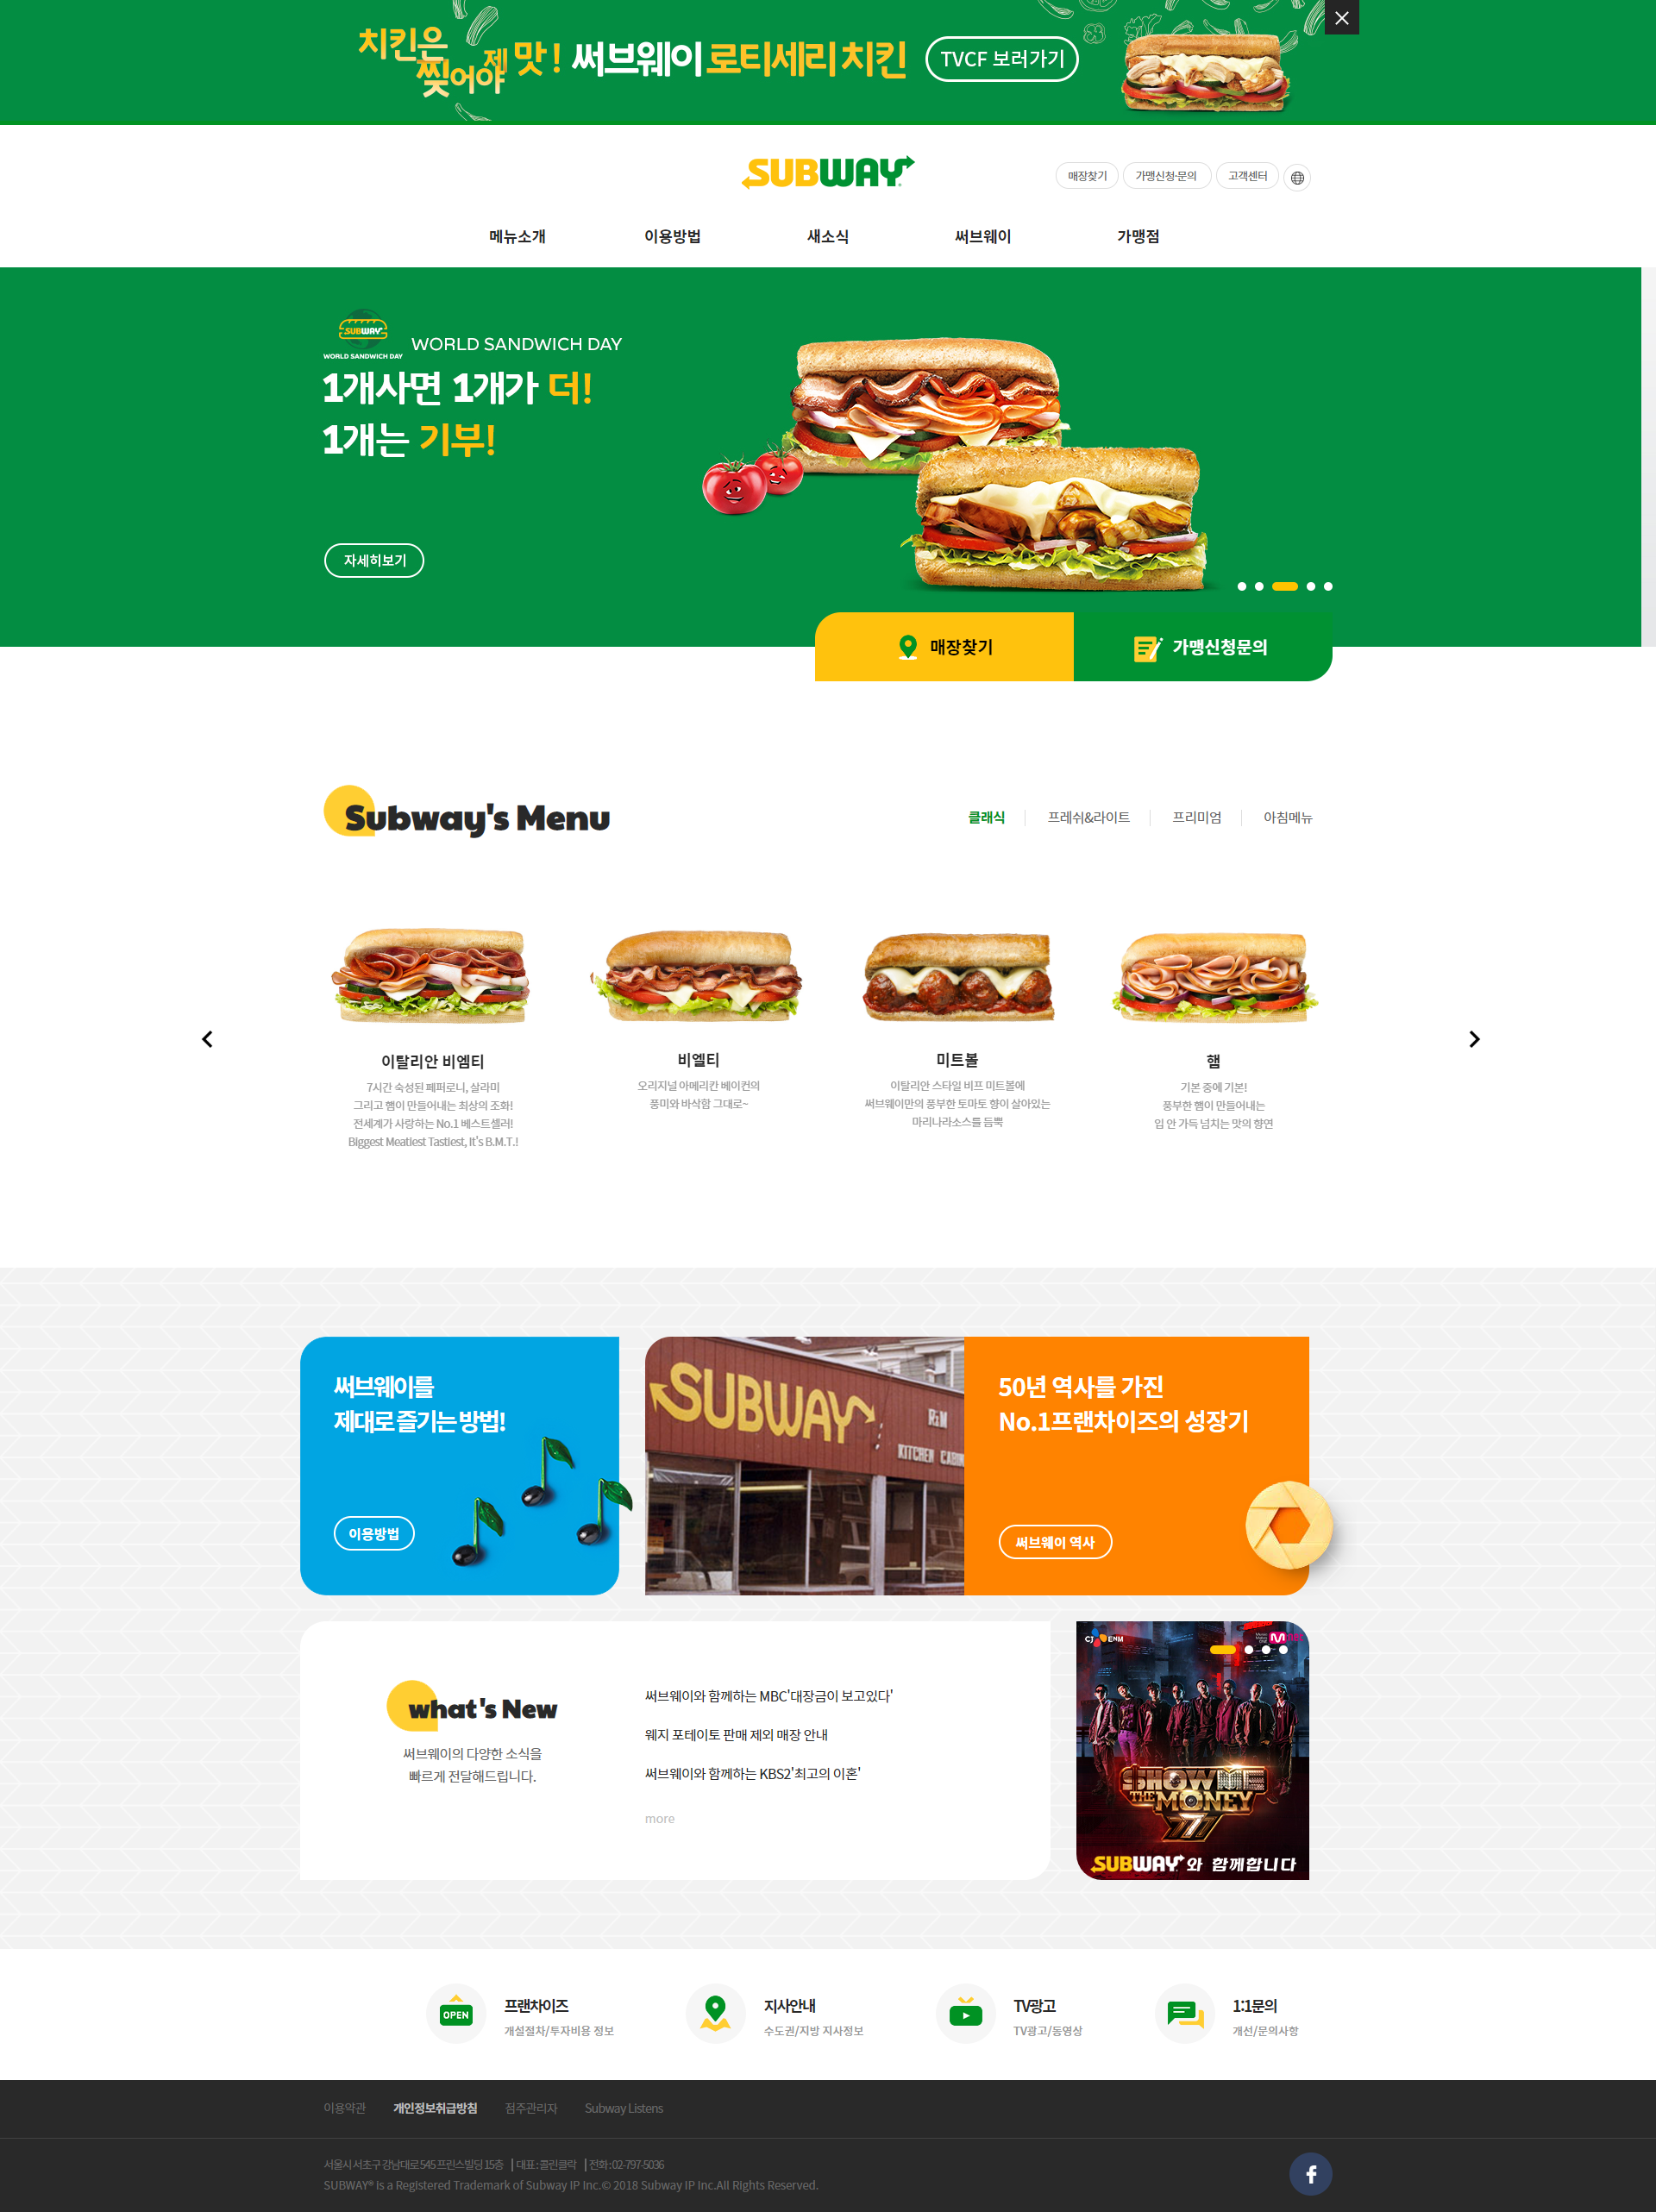 치킨은
찢어야
제 맛! 써브웨이 로티세리 치킨
TVCF 보러가기
SUBWAY
매장찾기
가맹신청·문의
고객센터
메뉴소개
이용방법
새소식
써브웨이
가맹점
SUBWAY
WORLD SANDWICH DAY
WORLD SANDWICH DAY
1개사면 1개가 더!
1개는 기부!
자세히보기
매장찾기
가맹신청문의
Subway's Menu
클래식
프레쉬&라이트
프리미엄
아침메뉴
이탈리안 비엠티
7시간 숙성된 페퍼로니, 살라미
그리고 햄이 만들어내는 최상의 조화!
전세계가 사랑하는 No.1 베스트셀러!
Biggest Meatiest Tastiest, It's B.M.T.!
비엘티
오리지널 아메리칸 베이컨의
풍미와 바삭함 그대로~
미트볼
이탈리안 스타일 비프 미트볼에
써브웨이만의 풍부한 토마토 향이 살아있는
마리나라소스를 듬뿍
햄
기본 중에 기본!
풍부한 햄이 만들어내는
입 안 가득 넘치는 맛의 향연
써브웨이를
제대로 즐기는 방법!
이용방법
SUBWAY
R&M
KITCHEN CABIN
50년 역사를 가진
No.1프랜차이즈의 성장기
써브웨이 역사
what's New
써브웨이의 다양한 소식을
빠르게 전달해드립니다.
써브웨이와 함께하는 MBC'대장금이 보고있다'
웨지 포테이토 판매 제외 매장 안내
써브웨이와 함께하는 KBS2'최고의 이혼'
more
CJ ENM
SHOW ME
THE MONEY
777
SUBWAY와 함께합니다
OPEN
프랜차이즈
개설절차/투자비용 정보
지사안내
수도권/지방 지사정보
TV광고
TV광고/동영상
1:1문의
개선/문의사항
이용약관
개인정보취급방침
점주관리자
Subway Listens
서울시 서초구 강남대로 545 프린스빌딩 15층 | 대표 : 콜린클락 | 전화 : 02-797-5036
SUBWAY® is a Registered Trademark of Subway IP Inc.© 2018 Subway IP Inc.All Rights Reserved.